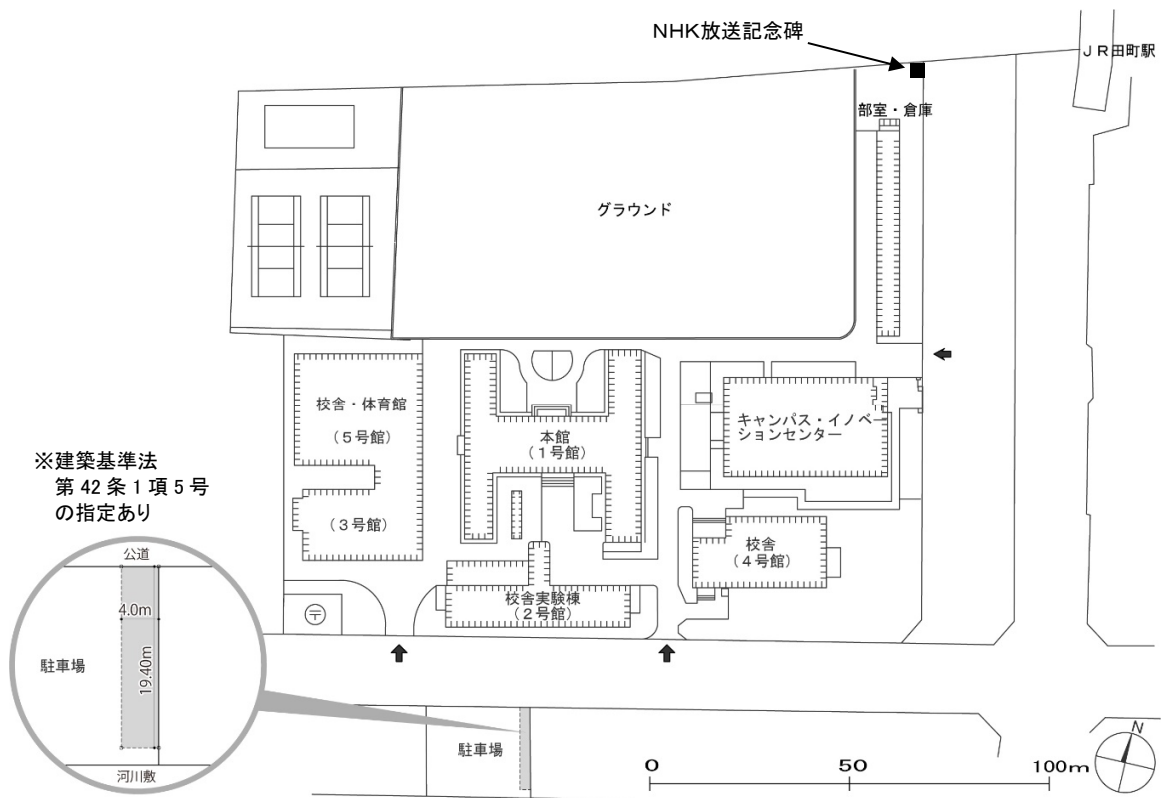 NHK放送記念碑
JR田町駅
部室・倉庫
グラウンド
校舎・体育館
(5号館)
(3号館)
本館
(1号館)
キャンパス・イノベー
ションセンター
校舎
(4号館)
校舎実験棟
(2号館)
〒
※建築基準法
第42条1項5号
の指定あり
公道
4.0m
19.40m
駐車場
河川敷
駐車場
0
50
100m
N